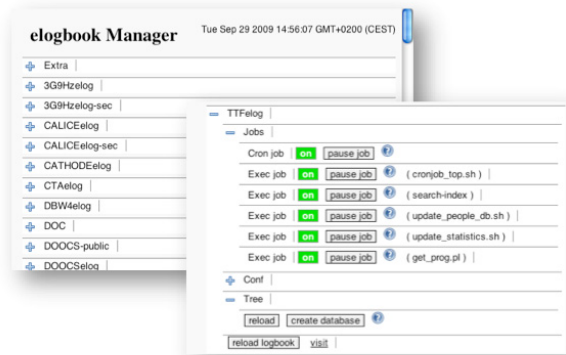 elogbook Manager
Tue Sep 29 2009 14:56:07 GMT+0200 (CEST)
Extra
3G9Hzelog
3G9Hzelog-sec
CALICEelog
CALICEelog-sec
CATHODEelog
CTAelog
DBW4elog
DOC
DOOCS-public
DOOCSelog
TTFelog
Jobs
Cron job on pause job
Exec job on pause job ( cronjob_top.sh )
Exec job on pause job ( search-index )
Exec job on pause job ( update_people_db.sh )
Exec job on pause job ( update_statistics.sh )
Exec job on pause job ( get_prog.pl )
Conf
Tree
reload create database
reload logbook visit